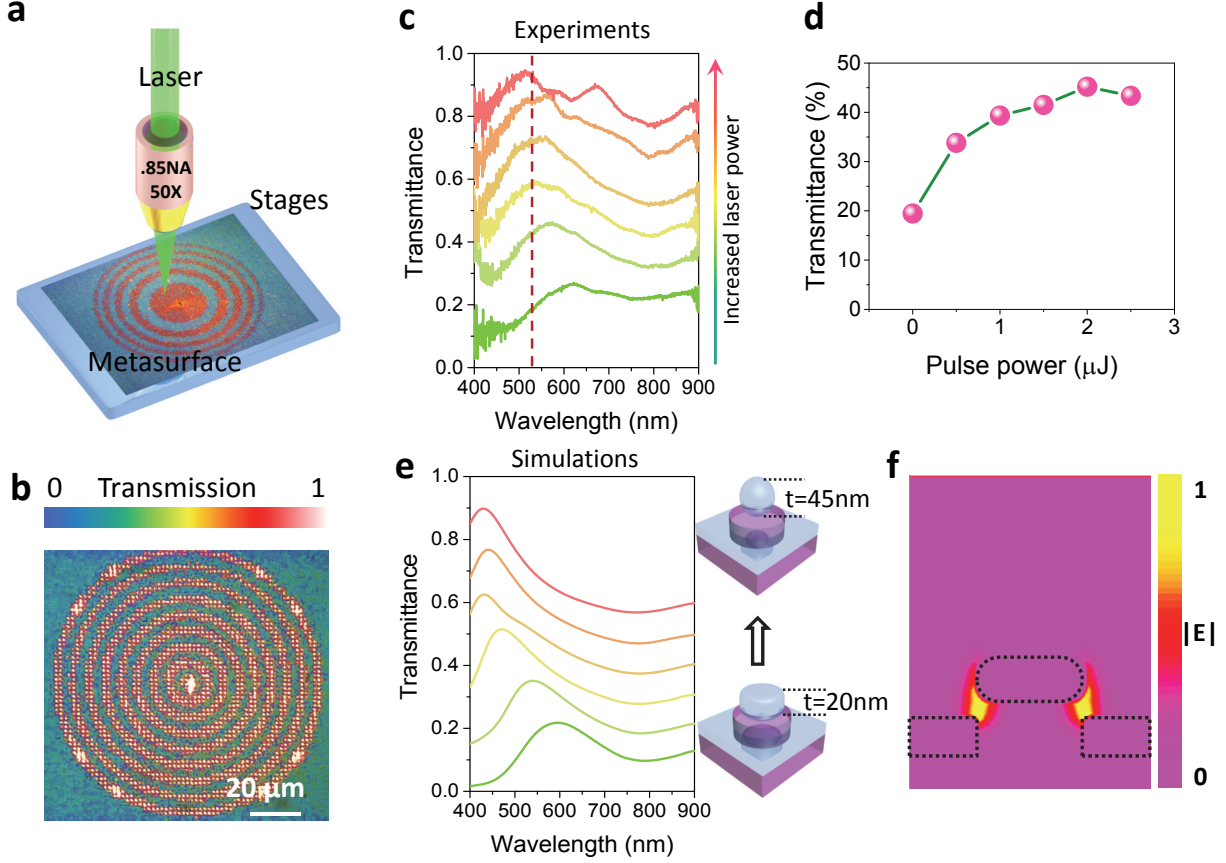 a
Laser
.85NA
50X
Stages
Metasurface
b
0 Transmission 1
20 μm
c
Experiments
Transmittance
1.0
0.8
0.6
0.4
0.2
0.0
400 500 600 700 800 900
Wavelength (nm)
Increased laser power
d
Transmittance (%)
50
40
30
20
10
0
0 1 2 3
Pulse power (μJ)
e
Simulations
Transmittance
1.0
0.8
0.6
0.4
0.2
0.0
400 500 600 700 800 900
Wavelength (nm)
t=45nm
t=20nm
f
1
|E|
0